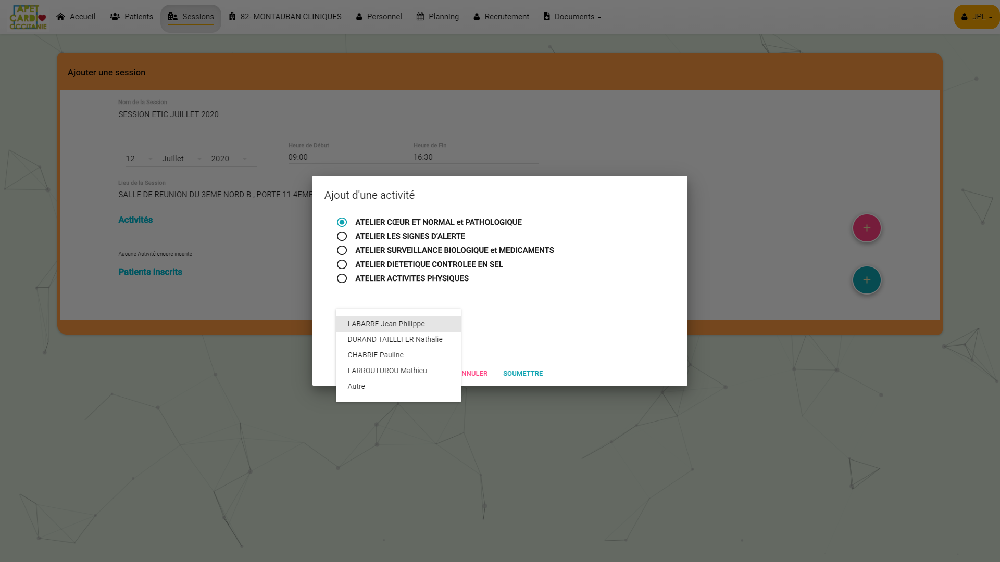 APET
CARDI
OCCITANIE
Accueil
Patients
Sessions
82- MONTAUBAN CLINIQUES
Personnel
Planning
Recrutement
Documents
JPL
Ajouter une session
Nom de la Session
SESSION ETIC JUILLET 2020
Heure de Début
Heure de Fin
12
Juillet
2020
09:00
16:30
Lieu de la Session
SALLE DE REUNION DU 3EME NORD B , PORTE 11 4EME
Activités
Aucune Activité encore inscrite
Patients inscrits
Ajout d'une activité
ATELIER CŒUR ET NORMAL et PATHOLOGIQUE
ATELIER LES SIGNES D’ALERTE
ATELIER SURVEILLANCE BIOLOGIQUE et MEDICAMENTS
ATELIER DIETETIQUE CONTROLEE EN SEL
ATELIER ACTIVITES PHYSIQUES
LABARRE Jean-Philippe
DURAND TAILLEFER Nathalie
CHABRIE Pauline
LARROUTUROU Mathieu
Autre
NNULER
SOUMETTRE